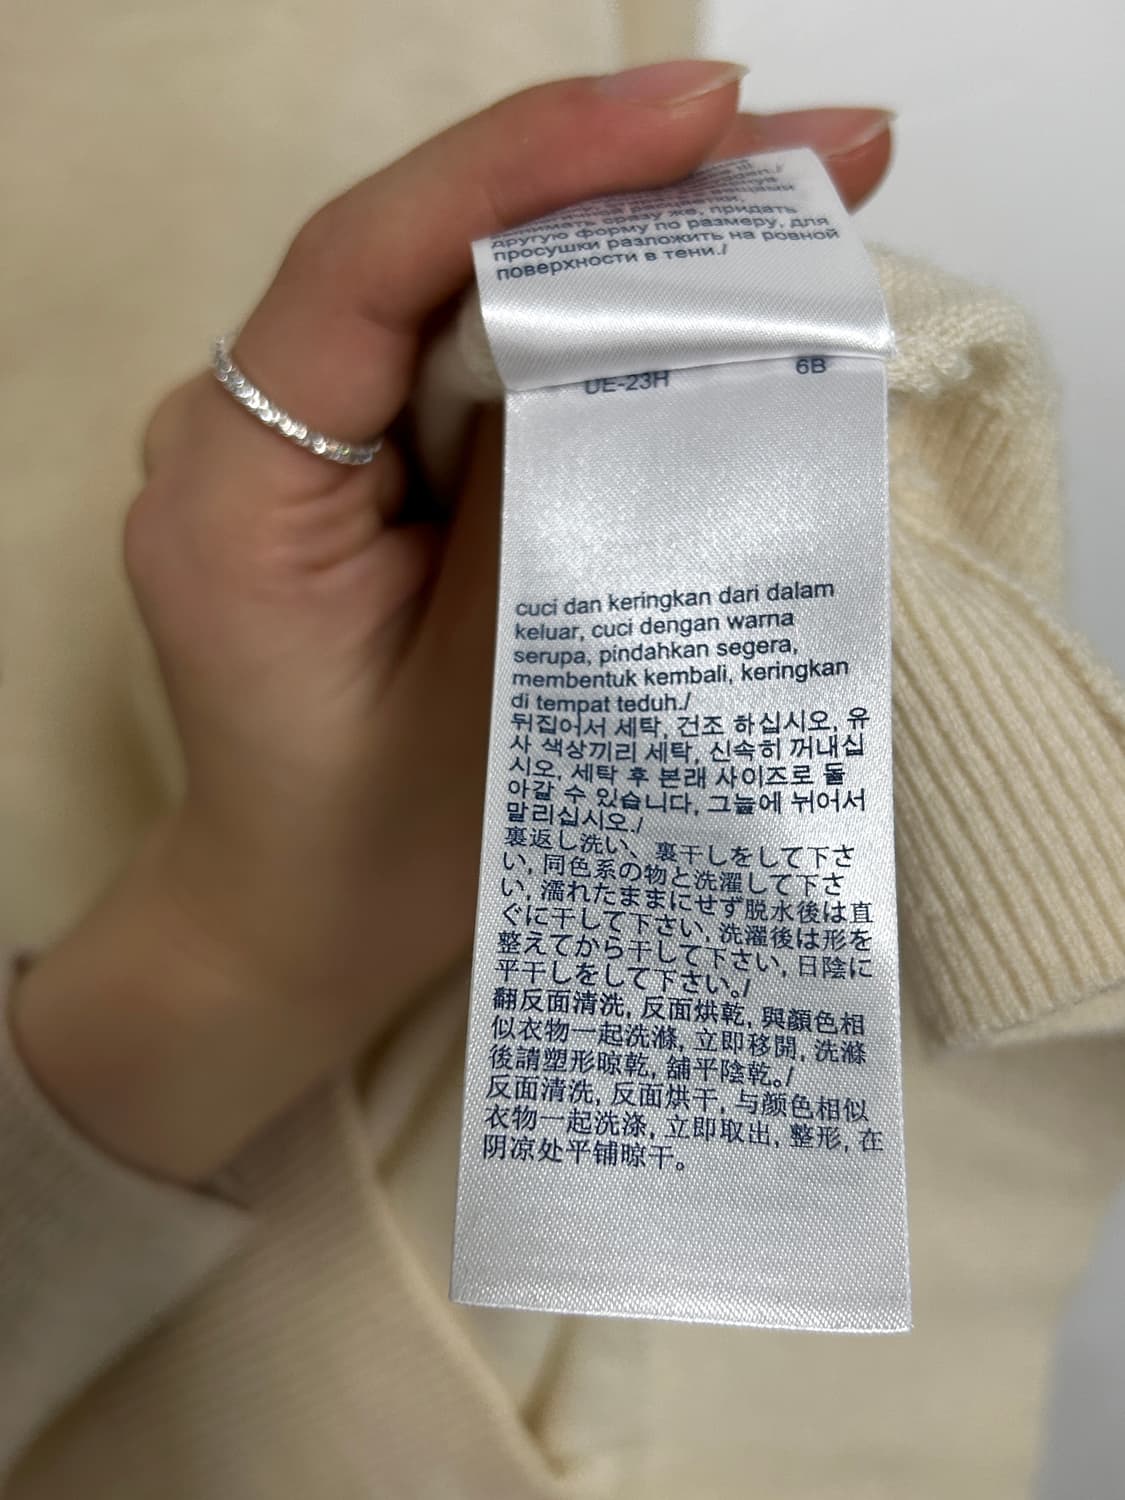 вещами
вынимать сразу же, придать
другую форму по размеру, для
просушки разложить на ровной
поверхности в тени./
UE-23H 6B
cuci dan keringkan dari dalam
keluar, cuci dengan warna
serupa, pindahkan segera,
membentuk kembali, keringkan
di tempat teduh./
뒤집어서 세탁, 건조 하십시오, 유
사 색상끼리 세탁, 신속히 꺼내십
시오, 세탁 후 본래 사이즈로 돌
아갈 수 있습니다, 그늘에 뉘어서
말리십시오./
裏返し洗い、裏干しをして下さ
い, 同色系の物と洗濯して下さ
い, 濡れたままにせず脱水後は直
ぐに干して下さい, 洗濯後は形を
整えてから干して下さい, 日陰に
平干しをして下さい。/
翻反面清洗, 反面烘乾, 與顏色相
似衣物一起洗滌, 立即移開, 洗滌
後請塑形晾乾, 舖平陰乾。/
反面清洗, 反面烘干, 与颜色相似
衣物一起洗涤, 立即取出, 整形, 在
阴凉处平铺晾干。